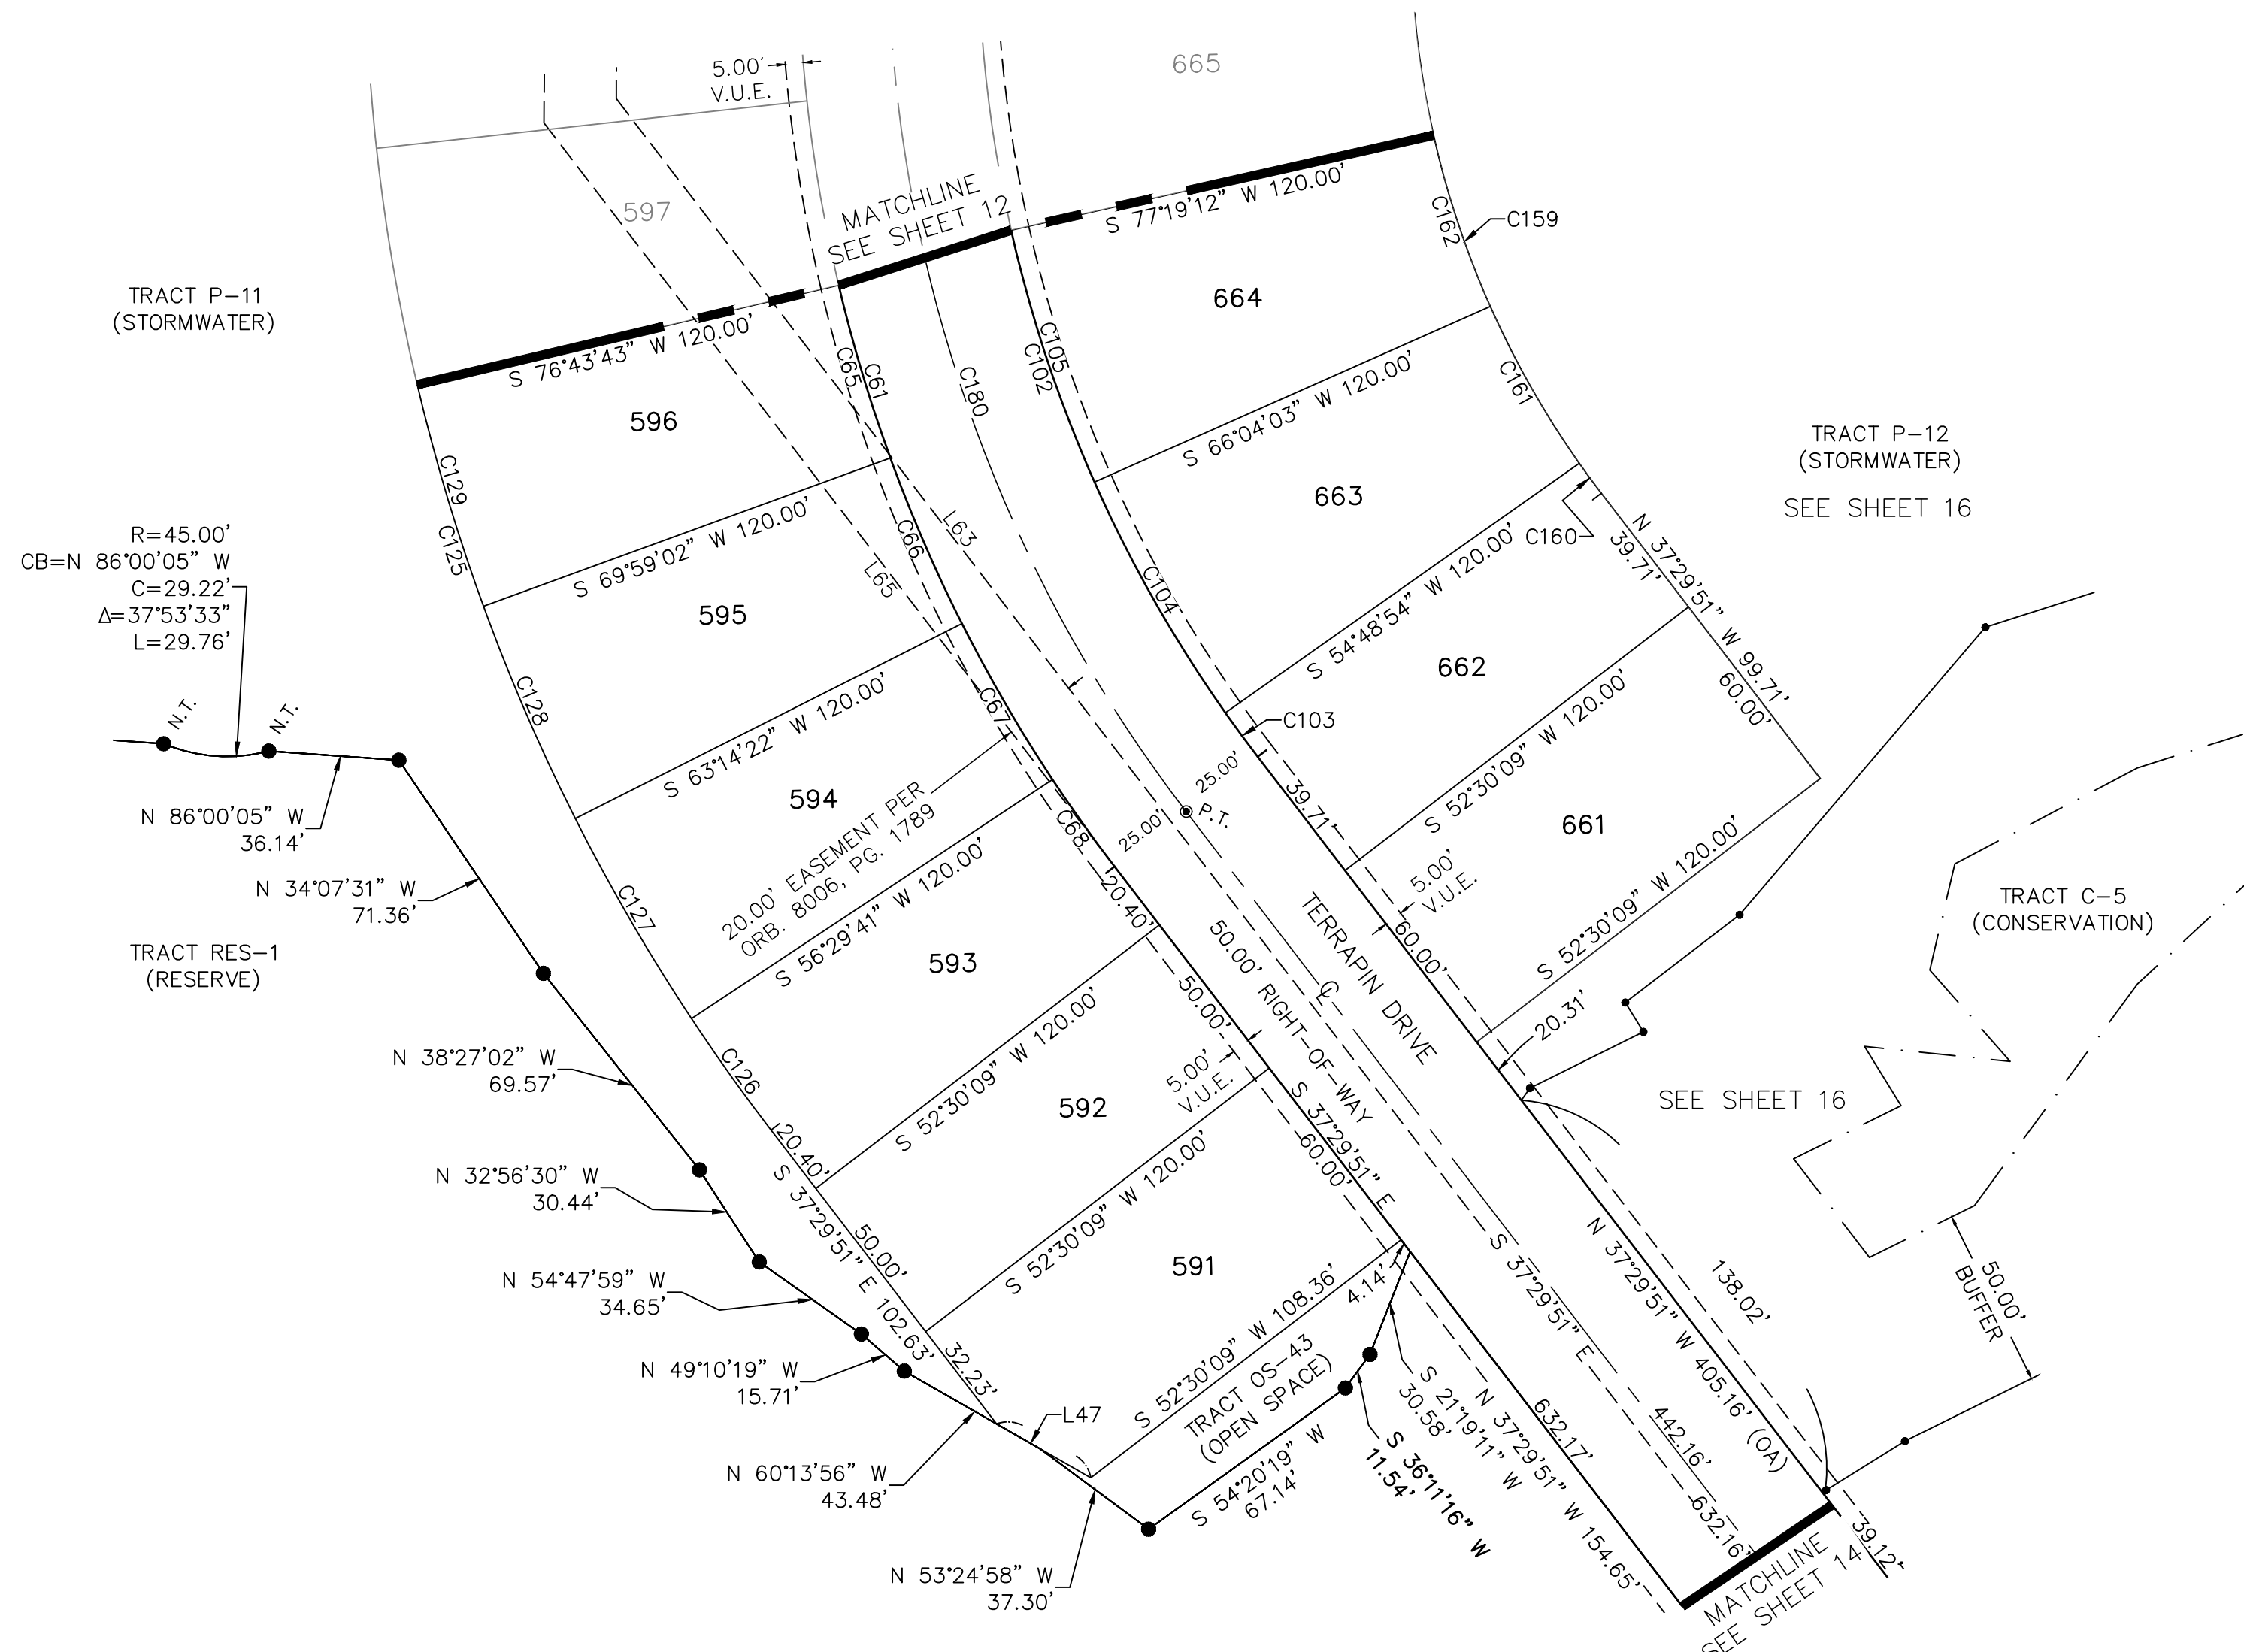 5.00'
V.U.E.
665
597
MATCHLINE
SEE SHEET 12
S 77°19'12" W 120.00'
C162
C159
TRACT P-11
(STORMWATER)
S 76°43'43" W 120.00'
664
C105
C102
C65
C61
C180
596
S 66°04'03" W 120.00'
C161
TRACT P-12
(STORMWATER)
SEE SHEET 16
C129
C125
663
S 69°59'02" W 120.00'
C66
L63
L65
R=45.00'
CB=N 86°00'05" W
C=29.22'
Δ=37°53'33"
L=29.76'
C160
N 37°29'51" W 99.71'
39.71'
60.00'
595
C104
S 54°48'54" W 120.00'
662
C128
N.T.
N.T.
S 63°14'22" W 120.00'
C67
C103
S 52°30'09" W 120.00'
594
25.00'
P.T.
25.00'
39.71'
661
N 86°00'05" W
36.14'
20.00' EASEMENT PER
ORB. 8006, PG. 1789
C68
N 34°07'31" W
71.36'
C127
S 56°29'41" W 120.00'
20.40'
5.00'
V.U.E.
S 52°30'09" W 120.00'
TRACT C-5
(CONSERVATION)
TRACT RES-1
(RESERVE)
593
TERRAPIN DRIVE
60.00'
50.00' RIGHT-OF-WAY
℄
50.00'
20.31'
N 38°27'02" W
69.57'
C126
S 52°30'09" W 120.00'
5.00'
V.U.E.
592
SEE SHEET 16
S 37°29'51" E
60.00'
N 32°56'30" W
30.44'
20.40'
S 37°29'51" E 102.63'
50.00'
S 52°30'09" W 120.00'
591
N 54°47'59" W
34.65'
S 37°29'51" E
N 37°29'51" W 405.16' (OA)
138.02'
50.00'
BUFFER
4.14'
N 49°10'19" W
15.71'
32.23'
S 52°30'09" W 108.36'
TRACT OS-43
(OPEN SPACE)
L47
S 21°19'11" W
30.58'
S 36°11'16" W
11.54'
N 37°29'51" W 154.65'
632.17'
442.16'
632.16'
N 60°13'56" W
43.48'
S 54°20'19" W
67.14'
N 53°24'58" W
37.30'
39.12'
MATCHLINE
SEE SHEET 14